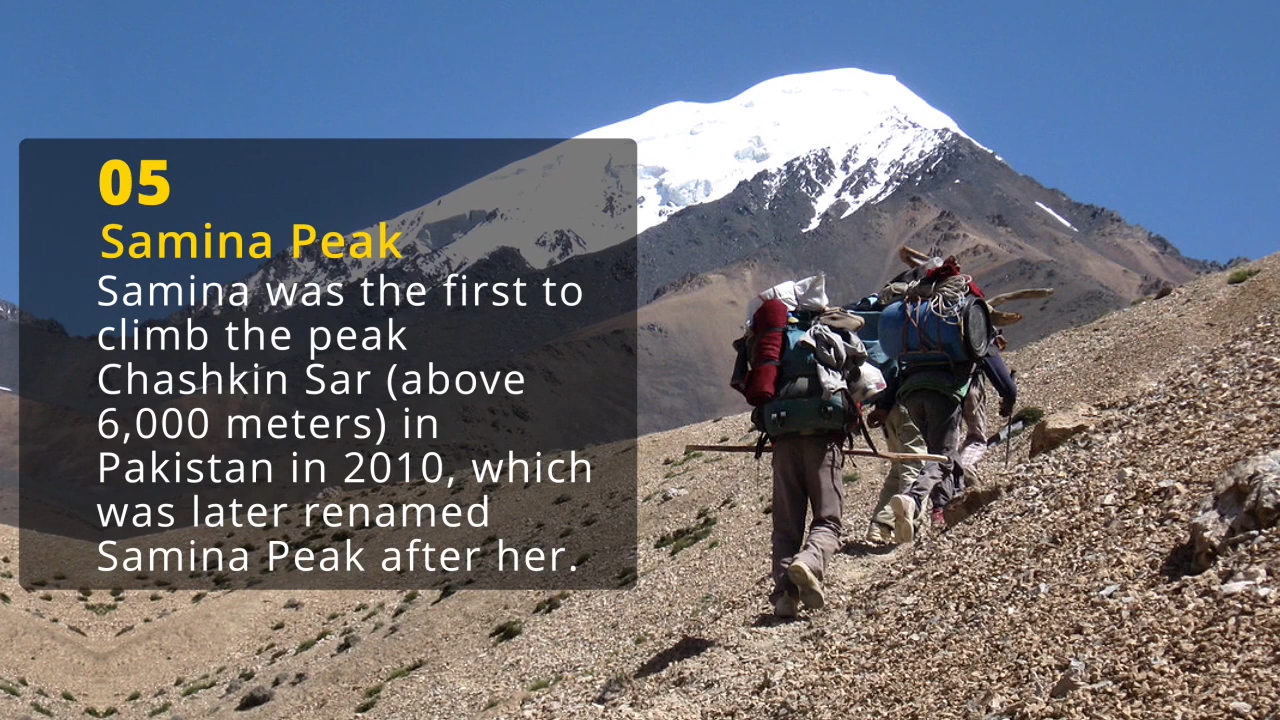 05
Samina Peak
Samina was the first to
climb the peak
Chashkin Sar (above
6,000 meters) in
Pakistan in 2010, which
was later renamed
Samina Peak after her.